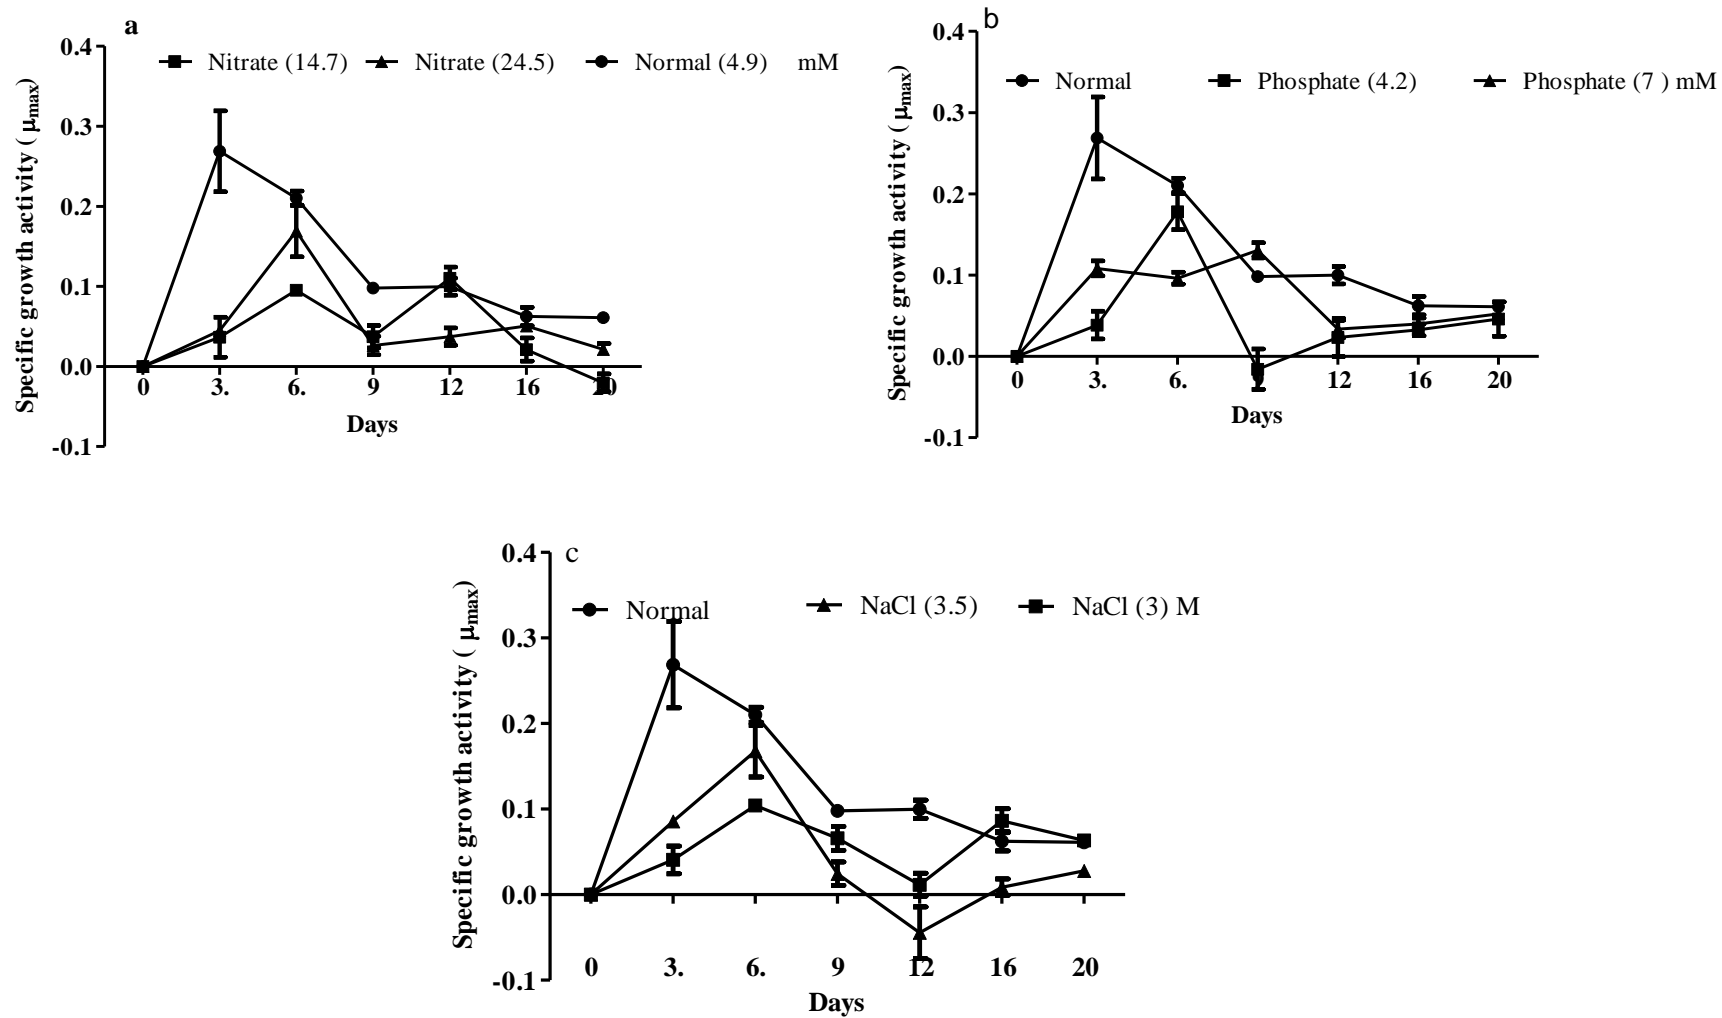 a
Nitrate (14.7) Nitrate (24.5) Normal (4.9) mM
Specific growth activity ( μmax)
0.4
0.3
0.2
0.1
0.0
-0.1
0 3. 6. 9 12 16 20
Days
b
Normal Phosphate (4.2) Phosphate (7 ) mM
Specific growth activity ( μmax)
0.4
0.3
0.2
0.1
0.0
-0.1
0 3. 6. 9 12 16 20
Days
c
Normal NaCl (3.5) NaCl (3) M
Specific growth activity ( μmax)
0.4
0.3
0.2
0.1
0.0
-0.1
0 3. 6. 9 12 16 20
Days